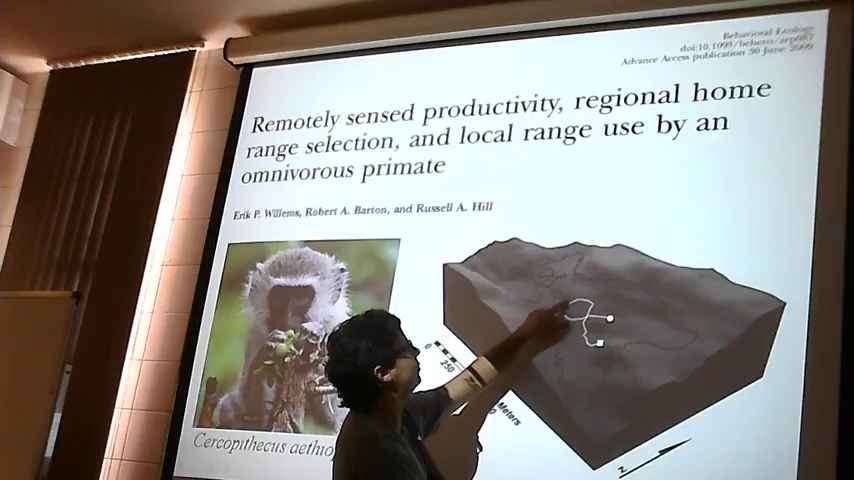 Behavioral Ecology
Advance Access publication 30 June 2009
Remotely sensed productivity, regional home
range selection, and local range use by an
omnivorous primate
Erik P. Willems, Robert A. Barton, and Russell A. Hill
0
250
Meters
Cercopithecus aethio
N